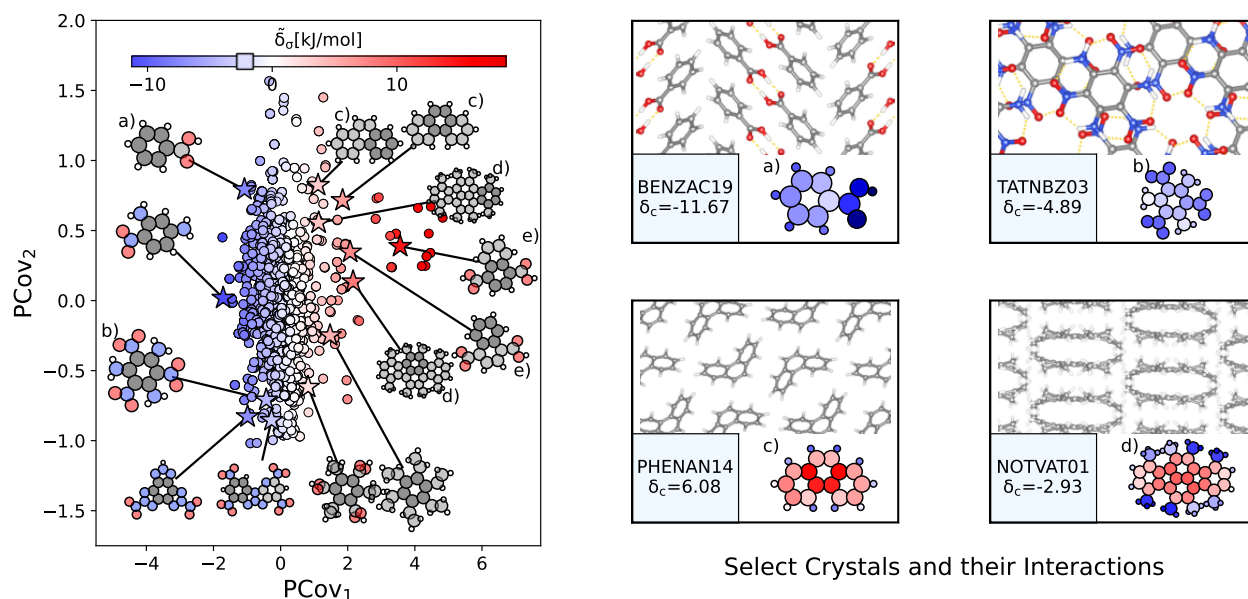 δ̃σ[kJ/mol]
−10
0
10
2.0
1.5
1.0
0.5
0.0
−0.5
−1.0
−1.5
PCov₂
−4
−2
0
2
4
6
PCov₁
a)
c)
c)
d)
e)
b)
d)
e)
BENZAC19
δc=-11.67
a)
TATNBZ03
δc=-4.89
b)
PHENAN14
δc=6.08
c)
NOTVAT01
δc=-2.93
d)
Select Crystals and their Interactions